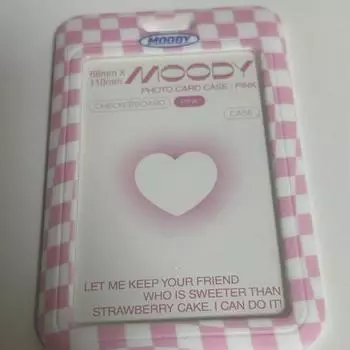 MOODY
68mm X
110mm
MOODY
PHOTO CARD CASE : PINK
CHECKERBOARD
PINK
CASE
LET ME KEEP YOUR FRIEND
WHO IS SWEETER THAN
STRAWBERRY CAKE. I CAN DO IT!